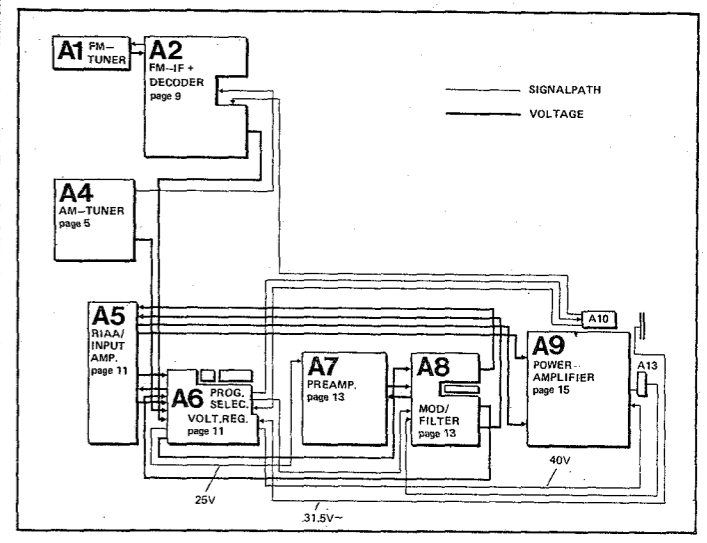 A1 FM-
TUNER
A2
FM-IF +
DECODER
page 9
SIGNALPATH
VOLTAGE
A4
AM-TUNER
page 5
A5
RIAA/
INPUT
AMP.
page 11
A6 PROG.
SELEC.
VOLT.REG.
page 11
A7
PREAMP.
page 13
A8
MOD/
FILTER
page 13
A10
A9
POWER-
AMPLIFIER
page 15
A13
25V
31.5V~
40V